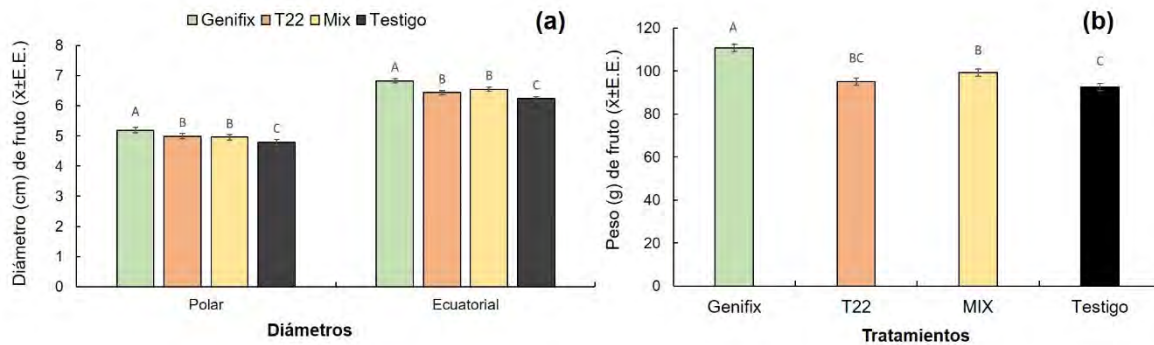 Genifix T22 Mix Testigo
(a)
Diámetro (cm) de fruto (x̄±E.E.)
8
7
6
5
4
3
2
1
0
A
B
B
C
A
B
B
C
Polar
Ecuatorial
Diámetros
(b)
Peso (g) de fruto (x̄±E.E.)
120
100
80
60
40
20
0
A
BC
B
C
Genifix
T22
MIX
Testigo
Tratamientos